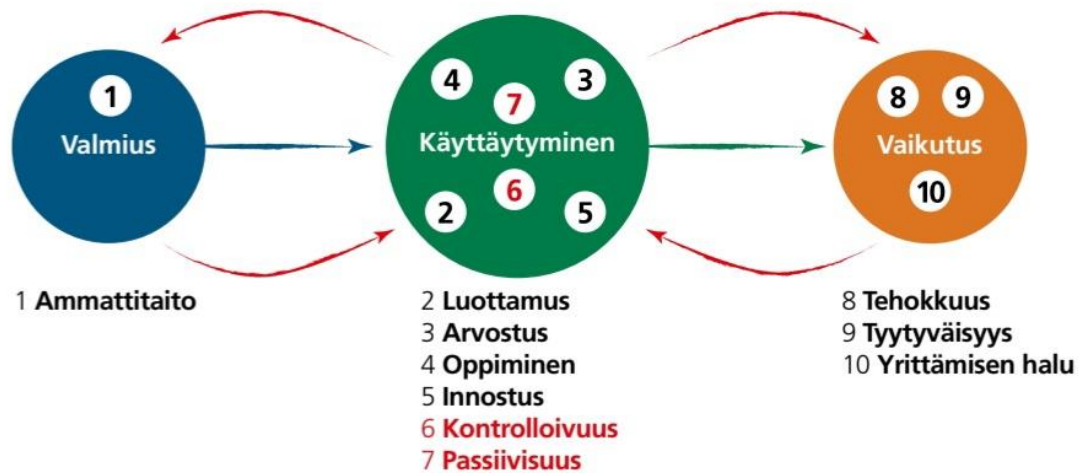 1
Valmius
4
3
7
Käyttäytyminen
6
2
5
8
9
Vaikutus
10
1 Ammattitaito
2 Luottamus
3 Arvostus
4 Oppiminen
5 Innostus
6 Kontrolloivuus
7 Passiivisuus
8 Tehokkuus
9 Tyytyväisyys
10 Yrittämisen halu